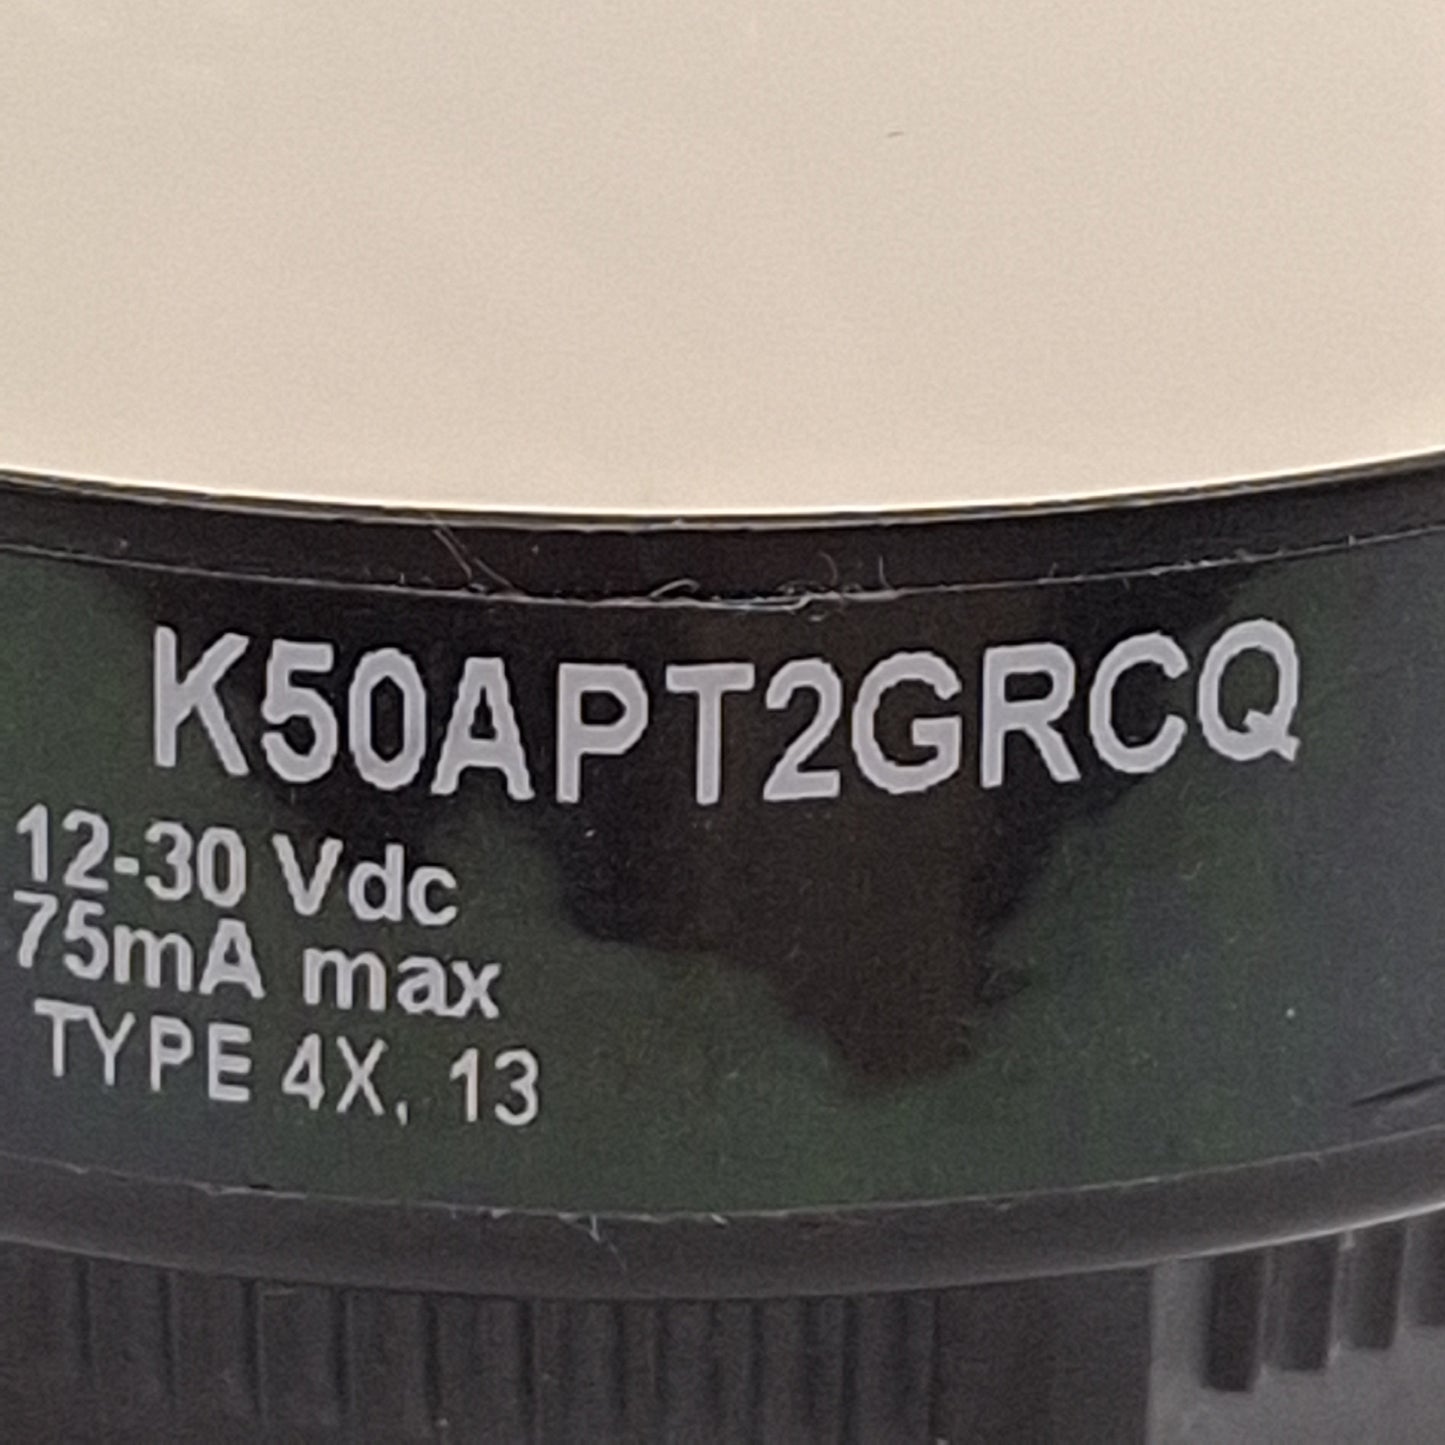 K50APT2GRCQ
12-30 Vdc
75mA max
TYPE 4X, 13